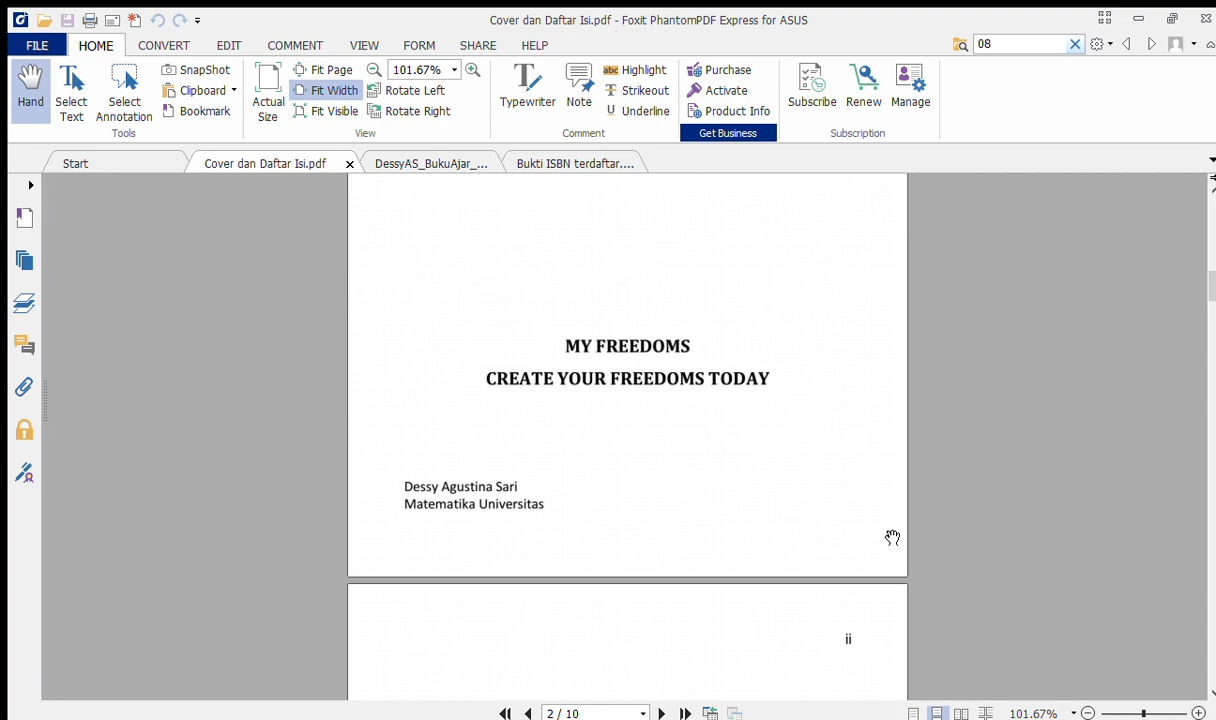 Cover dan Daftar Isi.pdf - Foxit PhantomPDF Express for ASUS
FILE HOME CONVERT EDIT COMMENT VIEW FORM SHARE HELP 08
Hand
Select Text
Select Annotation
SnapShot
Clipboard
Bookmark
Tools
Actual Size
Fit Page
Fit Width
Fit Visible
101.67%
Rotate Left
Rotate Right
View
Typewriter
Note
abc Highlight
Strikeout
U Underline
Comment
Purchase
Activate
Product Info
Get Business
Subscribe
Renew
Manage
Subscription
Start
Cover dan Daftar Isi.pdf
DessyAS_BukuAjar_...
Bukti ISBN terdaftar....
MY FREEDOMS
CREATE YOUR FREEDOMS TODAY
Dessy Agustina Sari
Matematika Universitas
ii
2 / 10
101.67%